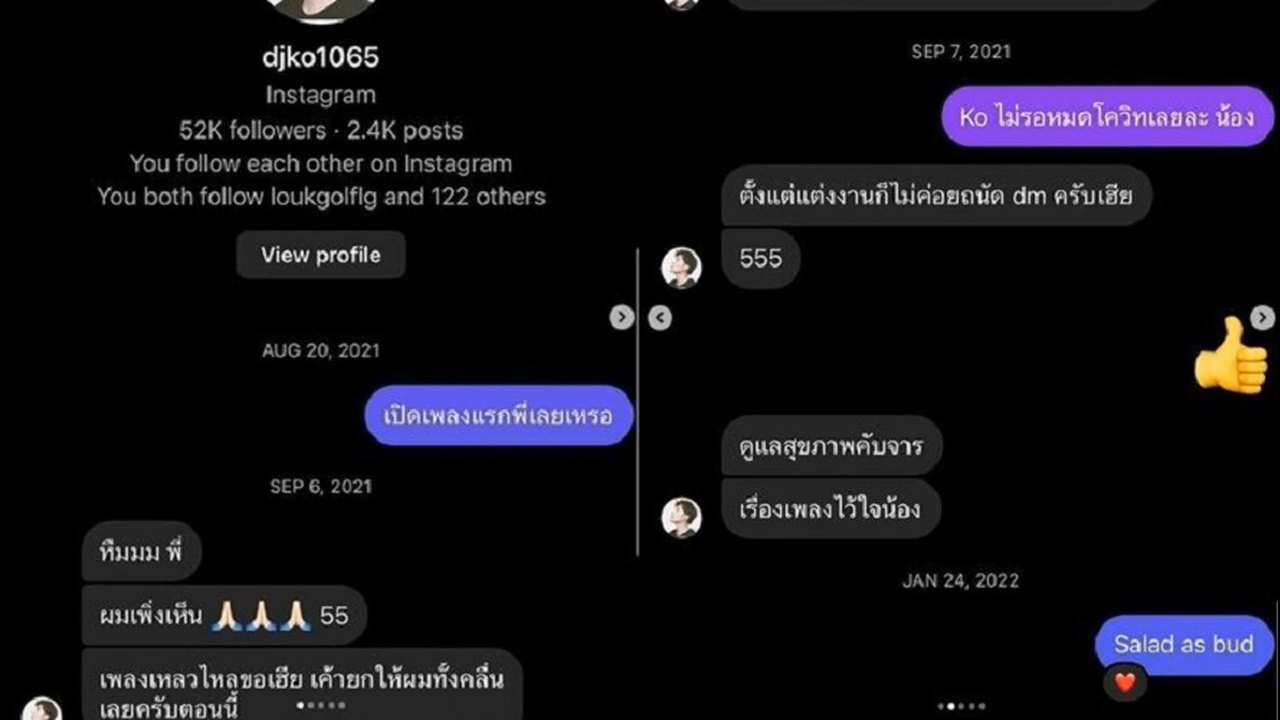 djko1065
Instagram
52K followers · 2.4K posts
You follow each other on Instagram
You both follow loukgolflg and 122 others
View profile
AUG 20, 2021
เปิดเพลงแรกพี่เลยเหรอ
SEP 6, 2021
หืมมม พี่
ผมเพิ่งเห็น 🙏🏻🙏🏻🙏🏻 55
เพลงเหลวไหลขอเฮีย เค้ายกให้ผมทั้งคลื่น
เลยครับตอนนี้
SEP 7, 2021
Ko ไม่รอหมดโควิทเลยละ น้อง
ตั้งแต่แต่งงานก็ไม่ค่อยถนัด dm ครับเฮีย
555
👍
ดูแลสุขภาพคับจาร
เรื่องเพลงไว้ใจน้อง
JAN 24, 2022
Salad as bud
❤️